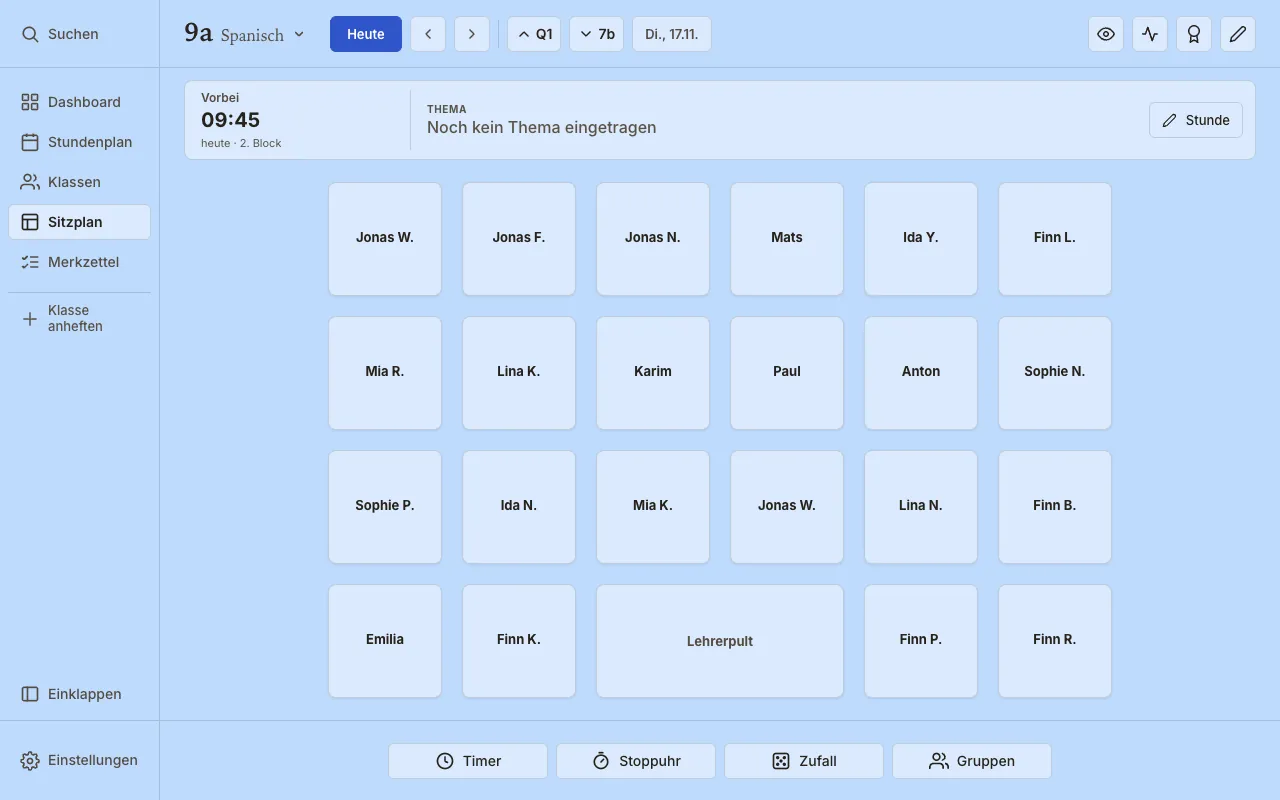 Suchen
9a Spanisch
Heute
Q1
7b
Di., 17.11.
Dashboard
Stundenplan
Klassen
Sitzplan
Merkzettel
Klasse
anheften
Einklappen
Einstellungen
Vorbei
09:45
heute · 2. Block
THEMA
Noch kein Thema eingetragen
Stunde
Jonas W.
Jonas F.
Jonas N.
Mats
Ida Y.
Finn L.
Mia R.
Lina K.
Karim
Paul
Anton
Sophie N.
Sophie P.
Ida N.
Mia K.
Jonas W.
Lina N.
Finn B.
Emilia
Finn K.
Lehrerpult
Finn P.
Finn R.
Timer
Stoppuhr
Zufall
Gruppen